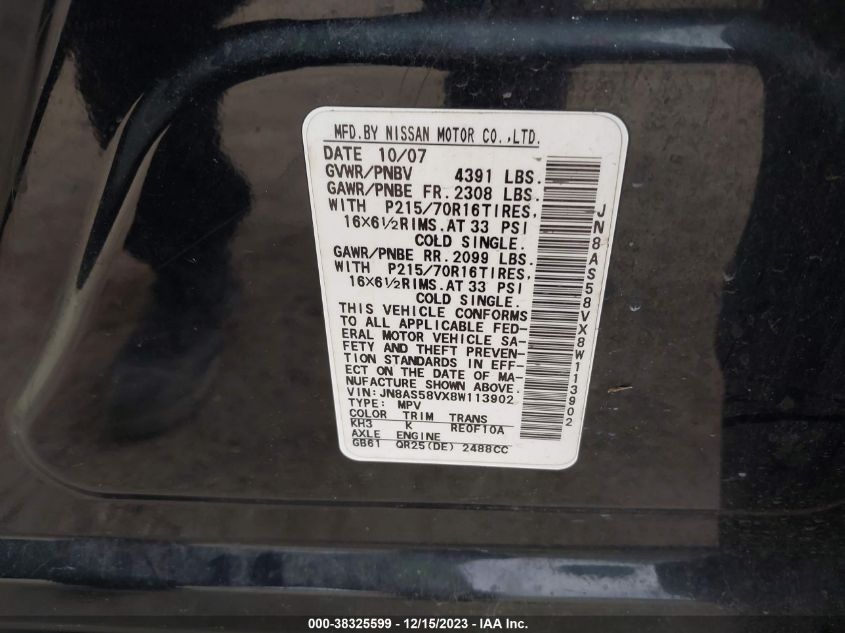 MFD.BY NISSAN MOTOR CO.,LTD.
DATE 10/07
GVWR/PNBV 4391 LBS.
GAWR/PNBE FR.2308 LBS.
WITH P215/70R16TIRES,
16X6½RIMS.AT 33 PSI
COLD SINGLE.
GAWR/PNBE RR.2099 LBS.
WITH P215/70R16TIRES,
16X6½RIMS.AT 33 PSI
COLD SINGLE.
THIS VEHICLE CONFORMS
TO ALL APPLICABLE FED-
ERAL MOTOR VEHICLE SA-
FETY AND THEFT PREVEN-
TION STANDARDS IN EFF-
ECT ON THE DATE OF MA-
NUFACTURE SHOWN ABOVE.
VIN:JN8AS58VX8W113902
TYPE: MPV
COLOR TRIM TRANS
KH3 K RE0F10A
AXLE ENGINE
GB61 QR25(DE) 2488CC
JN8AS58VX8W113902
000-38325599 - 12/15/2023 - IAA Inc.